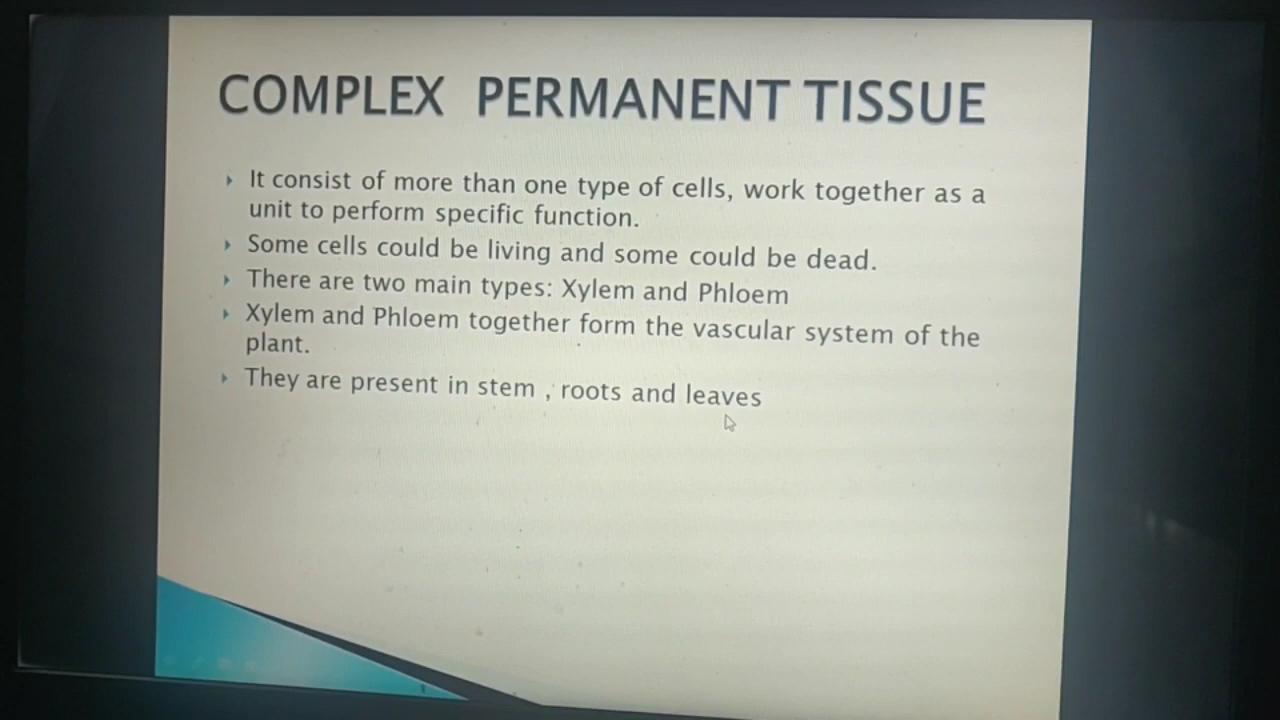 COMPLEX PERMANENT TISSUE
It consist of more than one type of cells, work together as a
unit to perform specific function.
Some cells could be living and some could be dead.
There are two main types: Xylem and Phloem
Xylem and Phloem together form the vascular system of the
plant.
They are present in stem , roots and leaves